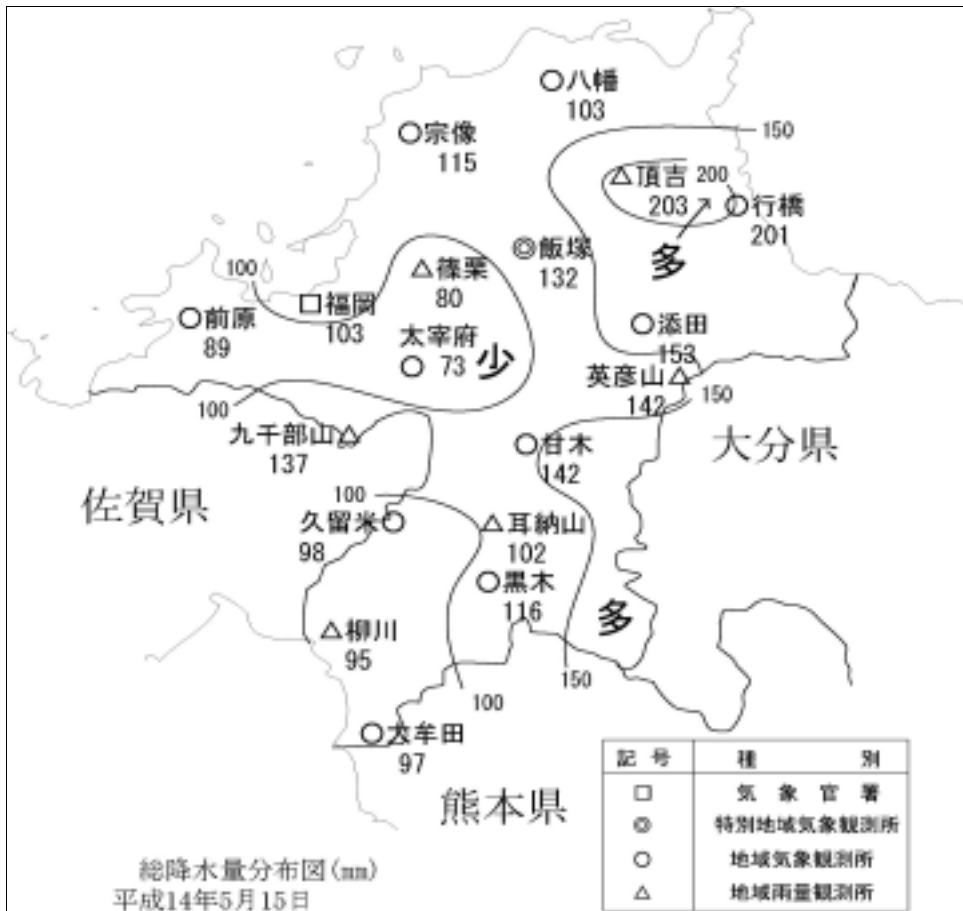 八幡
103
宗像
115
150
頂吉
203
200
行橋
201
多
飯塚
132
100
篠栗
80
福岡
103
前原
89
太宰府
73
少
添田
153
英彦山
142
150
100
九千部山
137
甘木
142
大分県
佐賀県
100
久留米
98
耳納山
102
黒木
116
多
柳川
95
150
100
大牟田
97
熊本県
記号 種別
□ 気象官署
◎ 特別地域気象観測所
○ 地域気象観測所
△ 地域雨量観測所
総降水量分布図(mm)
平成14年5月15日